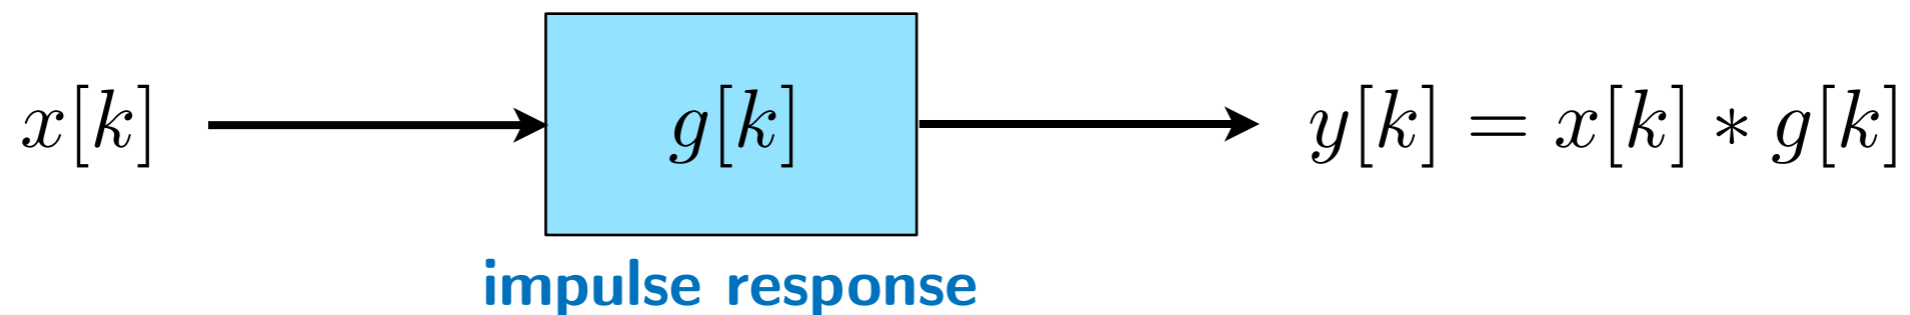 x[k] g[k] y[k] = x[k] * g[k]
impulse response